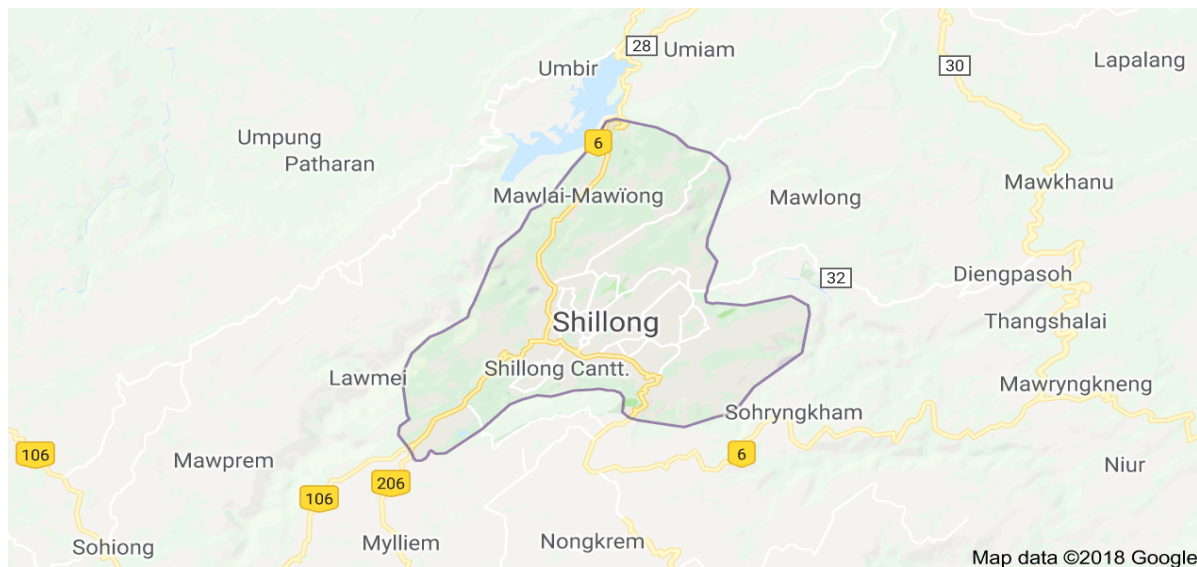 28 Umiam
Umbir
30
Lapalang
Umpung
Patharan
6
Mawlai-Mawïong
Mawlong
Mawkhanu
32
Diengpasoh
Shillong
Thangshalai
Shillong Cantt.
Lawmei
Mawryngkneng
Sohryngkham
106
Mawprem
6
Niur
106
206
Sohiong
Mylliem
Nongkrem
Map data ©2018 Google